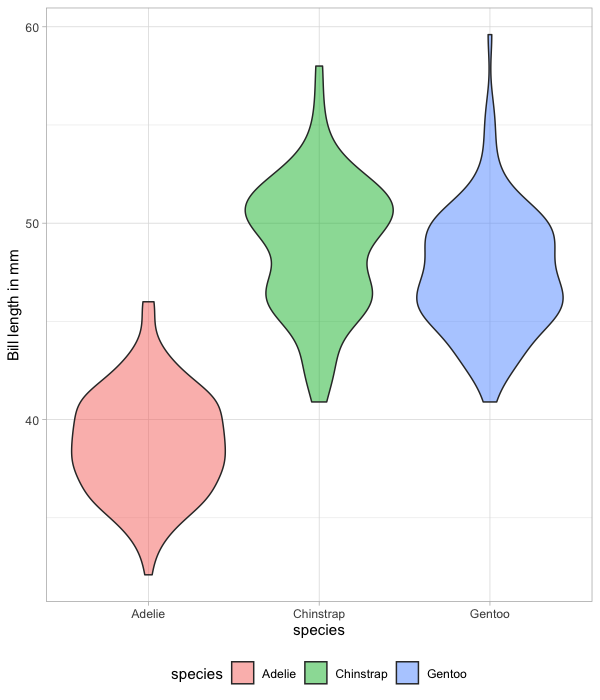 60
50
40
Bill length in mm
Adelie Chinstrap Gentoo
species
species Adelie Chinstrap Gentoo